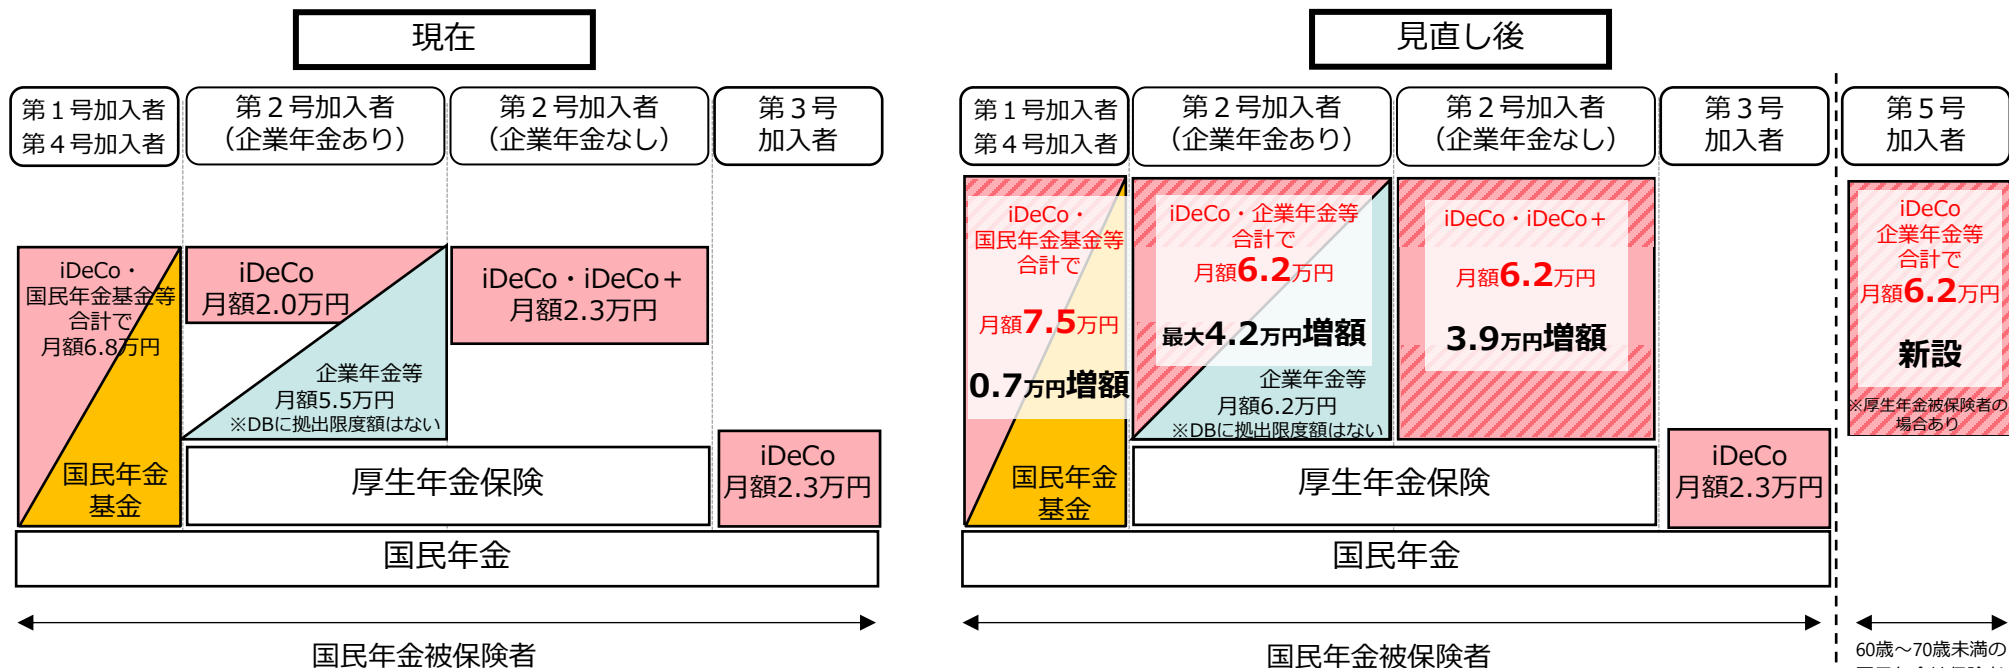 現在
第１号加入者
第４号加入者
第２号加入者
（企業年金あり）
第２号加入者
（企業年金なし）
第３号
加入者
iDeCo・
国民年金基金等
合計で
月額6.8万円
国民年金
基金
iDeCo
月額2.0万円
企業年金等
月額5.5万円
※DBに拠出限度額はない
iDeCo・iDeCo＋
月額2.3万円
厚生年金保険
iDeCo
月額2.3万円
国民年金
国民年金被保険者
見直し後
第１号加入者
第４号加入者
第２号加入者
（企業年金あり）
第２号加入者
（企業年金なし）
第３号
加入者
第５号
加入者
iDeCo・
国民年金基金等
合計で
月額7.5万円
0.7万円増額
国民年金
基金
iDeCo・企業年金等
合計で
月額6.2万円
最大4.2万円増額
企業年金等
月額6.2万円
※DBに拠出限度額はない
iDeCo・iDeCo＋
月額6.2万円
3.9万円増額
厚生年金保険
iDeCo
月額2.3万円
iDeCo
企業年金等
合計で
月額6.2万円
新設
※厚生年金被保険者の
場合あり
国民年金
国民年金被保険者
60歳～70歳未満の